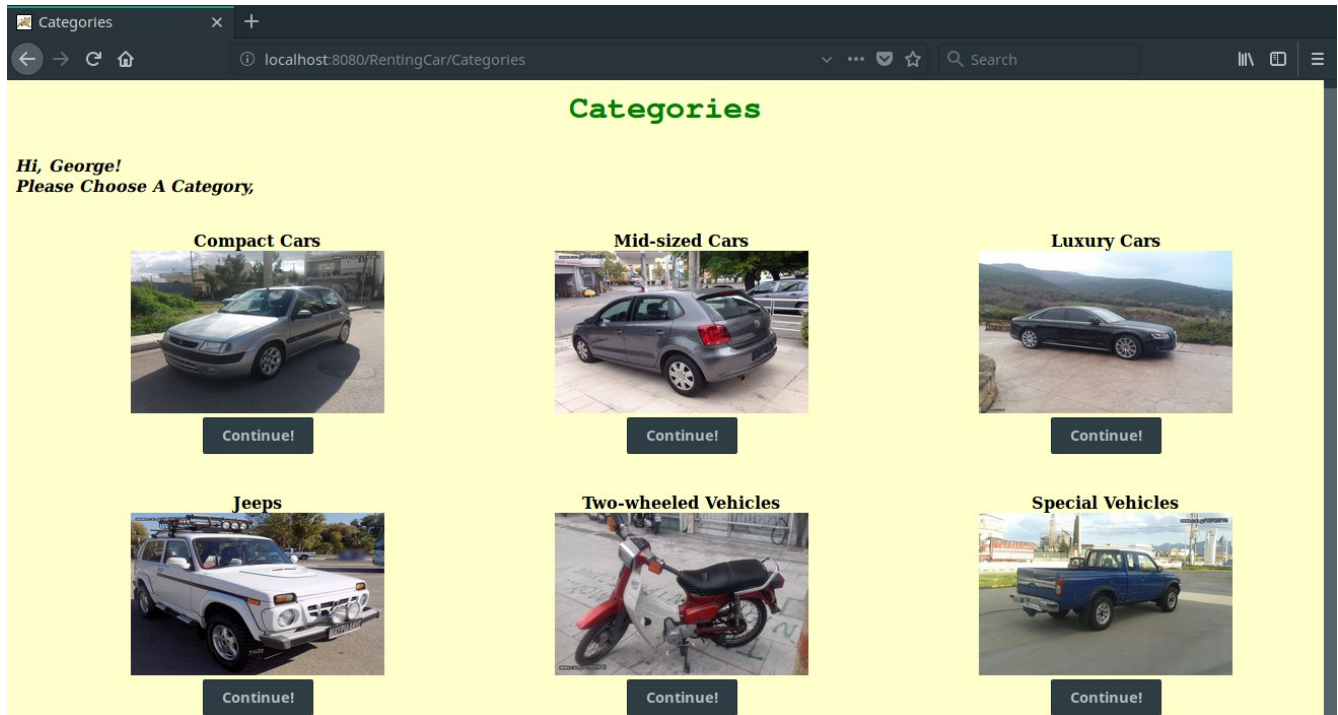 Categories
localhost:8080/RentingCar/Categories
Search
Categories
Hi, George!
Please Choose A Category,
Compact Cars
Mid-sized Cars
Luxury Cars
Continue!
Continue!
Continue!
Jeeps
Two-wheeled Vehicles
Special Vehicles
Continue!
Continue!
Continue!